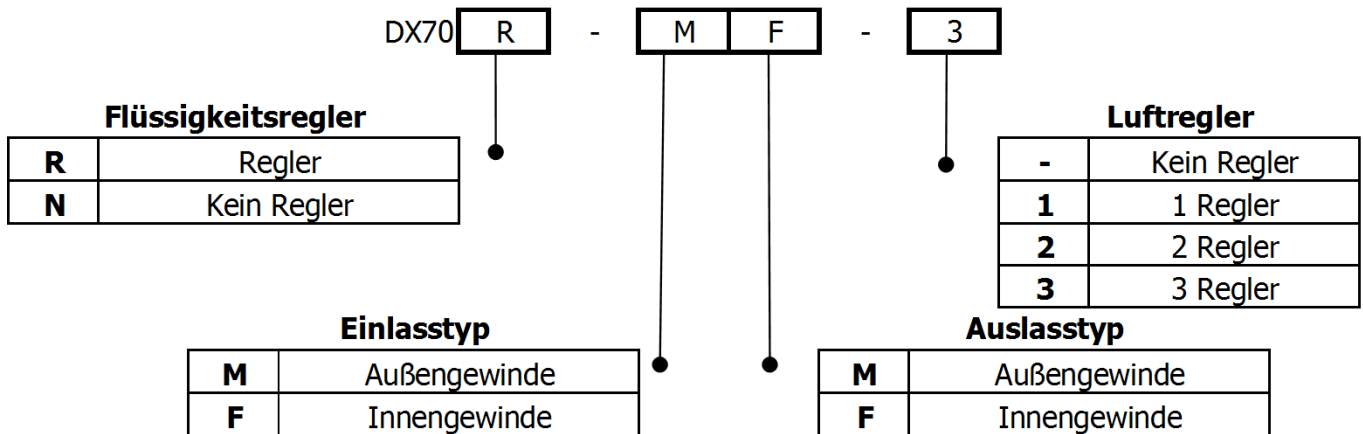 DX70 R - M F - 3
Flüssigkeitsregler
R Regler
N Kein Regler
Luftregler
- Kein Regler
1 1 Regler
2 2 Regler
3 3 Regler
Einlasstyp
M Außengewinde
F Innengewinde
Auslasstyp
M Außengewinde
F Innengewinde